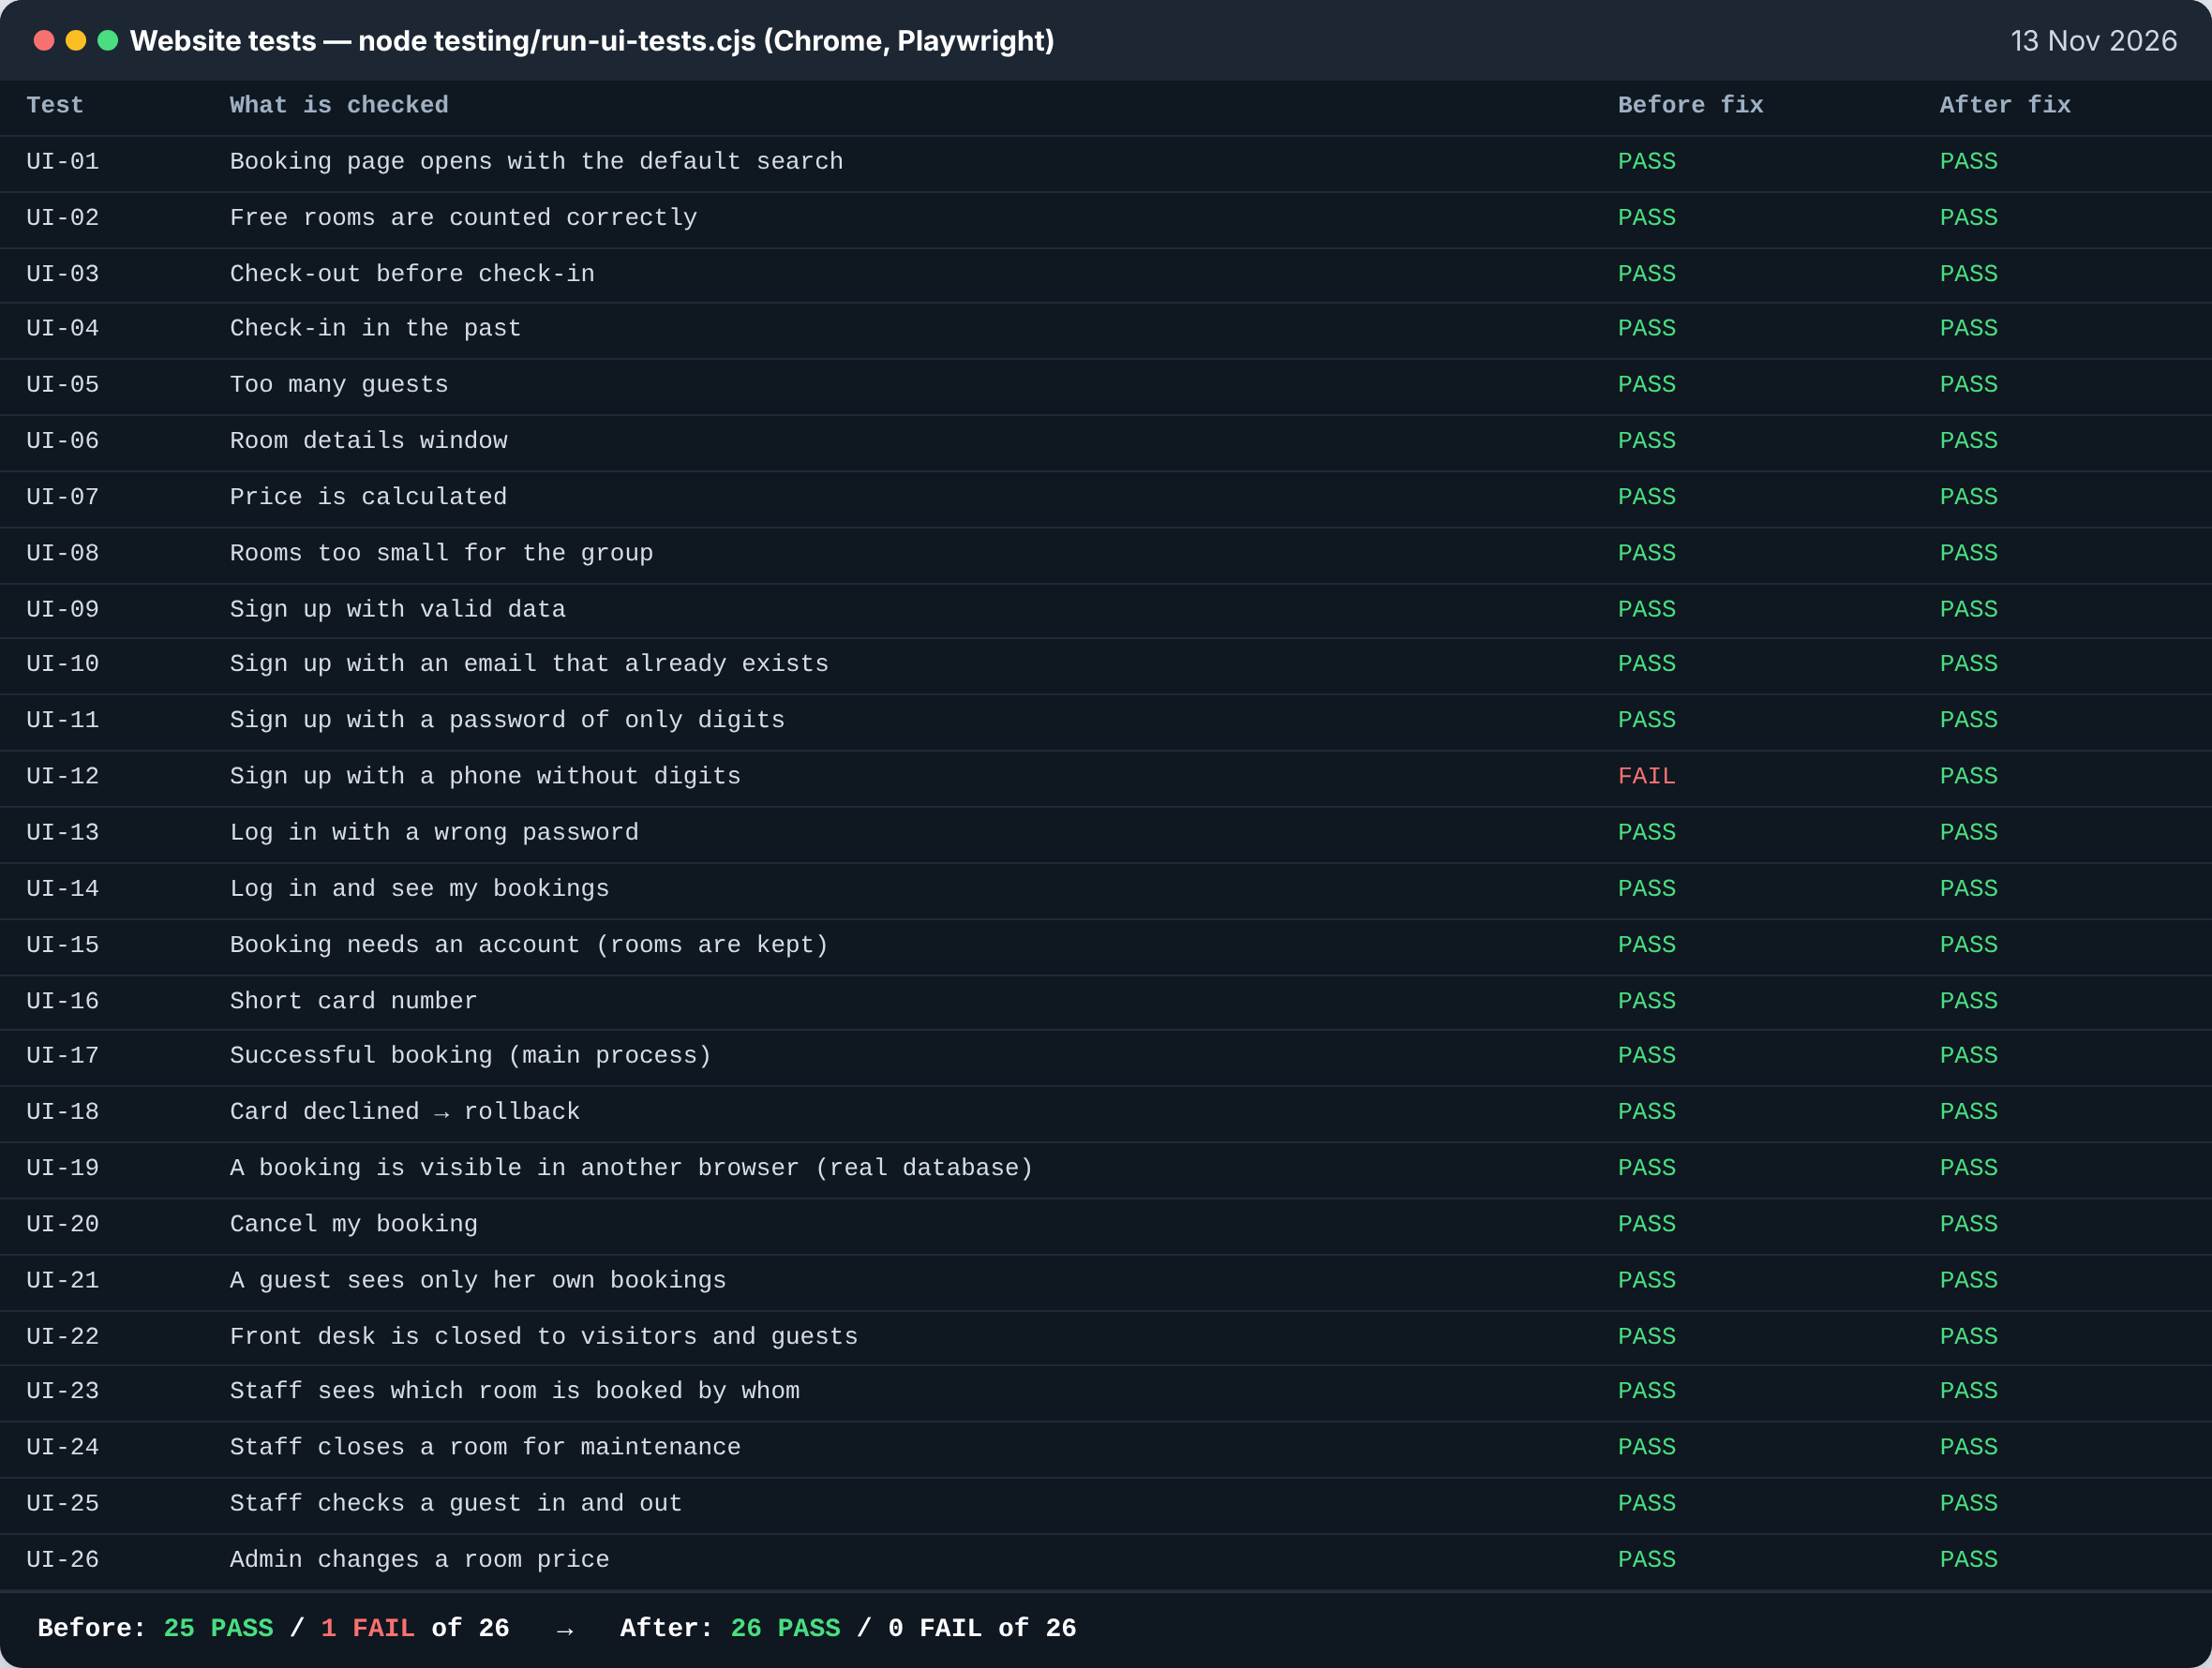 Website tests — node testing/run-ui-tests.cjs (Chrome, Playwright) 13 Nov 2026
Test What is checked Before fix After fix
UI-01 Booking page opens with the default search PASS PASS
UI-02 Free rooms are counted correctly PASS PASS
UI-03 Check-out before check-in PASS PASS
UI-04 Check-in in the past PASS PASS
UI-05 Too many guests PASS PASS
UI-06 Room details window PASS PASS
UI-07 Price is calculated PASS PASS
UI-08 Rooms too small for the group PASS PASS
UI-09 Sign up with valid data PASS PASS
UI-10 Sign up with an email that already exists PASS PASS
UI-11 Sign up with a password of only digits PASS PASS
UI-12 Sign up with a phone without digits FAIL PASS
UI-13 Log in with a wrong password PASS PASS
UI-14 Log in and see my bookings PASS PASS
UI-15 Booking needs an account (rooms are kept) PASS PASS
UI-16 Short card number PASS PASS
UI-17 Successful booking (main process) PASS PASS
UI-18 Card declined → rollback PASS PASS
UI-19 A booking is visible in another browser (real database) PASS PASS
UI-20 Cancel my booking PASS PASS
UI-21 A guest sees only her own bookings PASS PASS
UI-22 Front desk is closed to visitors and guests PASS PASS
UI-23 Staff sees which room is booked by whom PASS PASS
UI-24 Staff closes a room for maintenance PASS PASS
UI-25 Staff checks a guest in and out PASS PASS
UI-26 Admin changes a room price PASS PASS
Before: 25 PASS / 1 FAIL of 26 → After: 26 PASS / 0 FAIL of 26